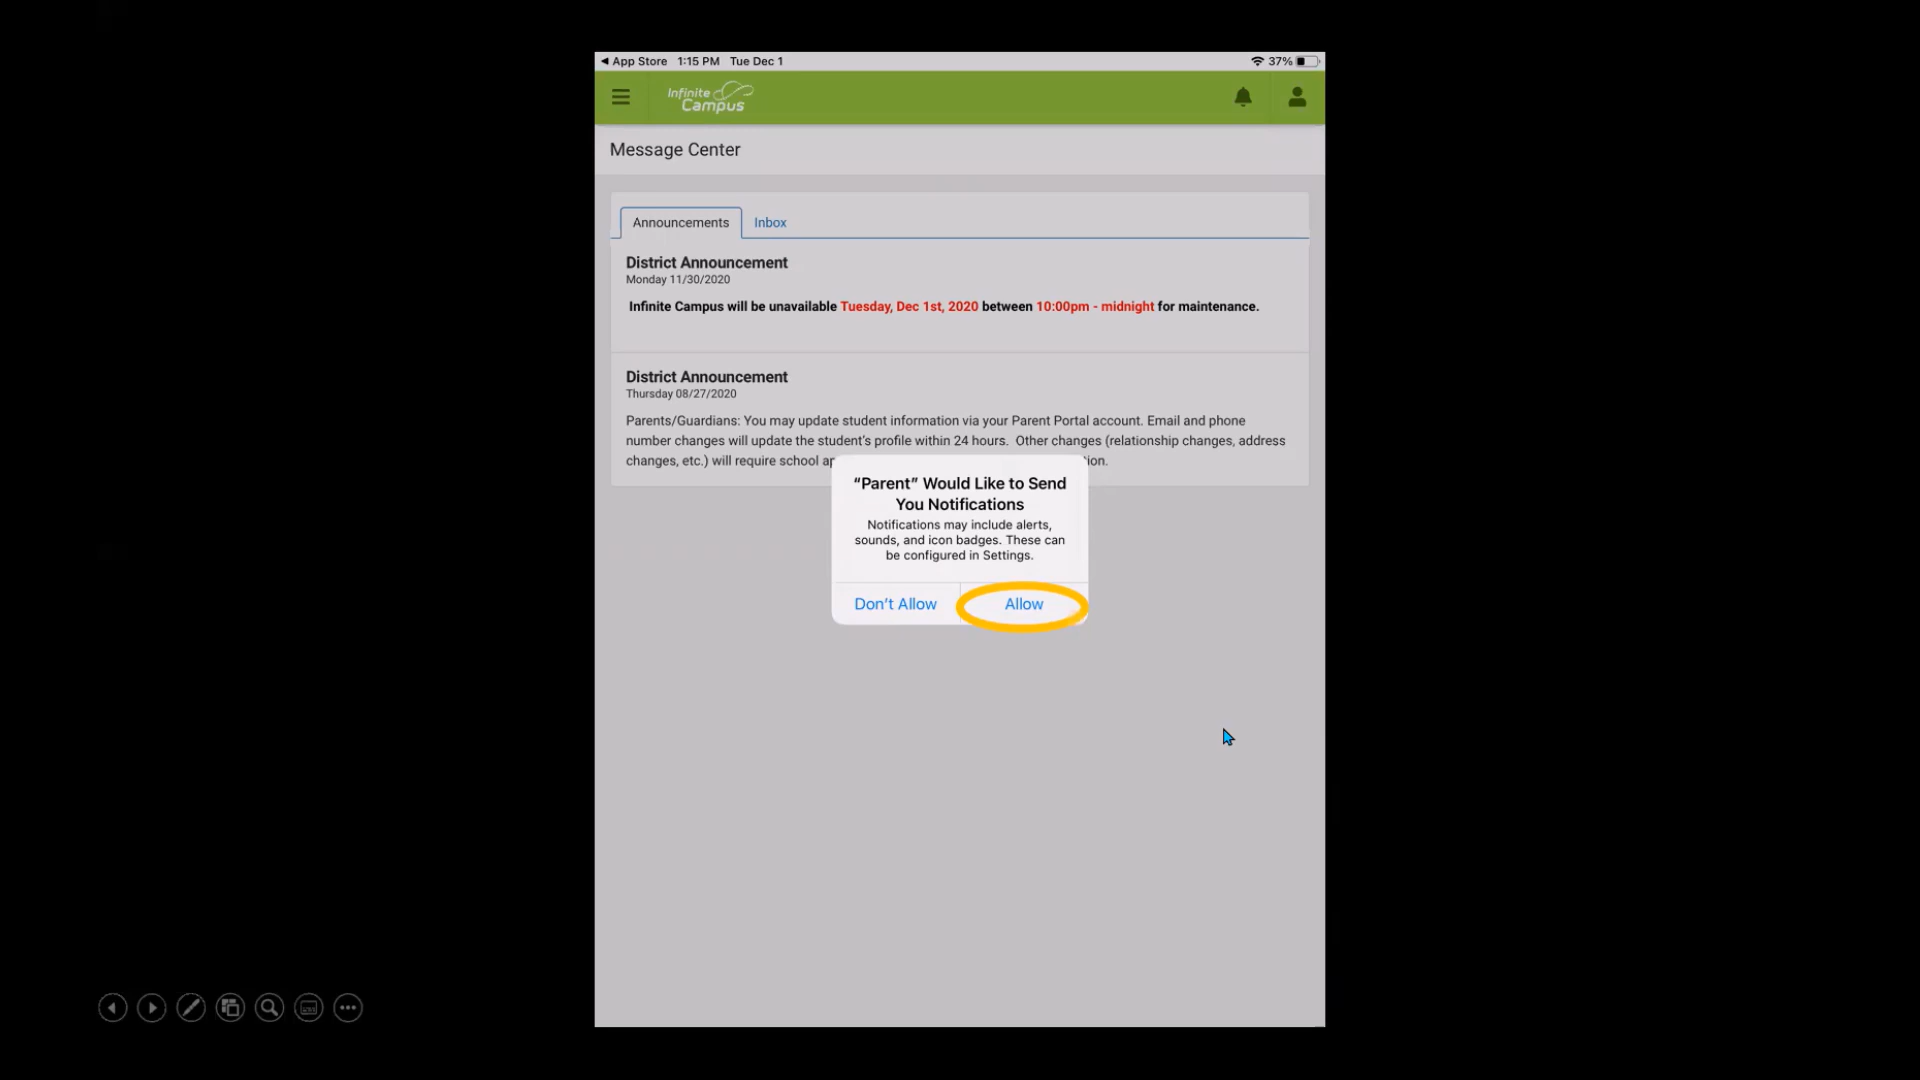 App Store 1:15 PM Tue Dec 1 37%
Infinite
Campus
Message Center
Announcements Inbox
District Announcement
Monday 11/30/2020
Infinite Campus will be unavailable Tuesday, Dec 1st, 2020 between 10:00pm - midnight for maintenance.
District Announcement
Thursday 08/27/2020
Parents/Guardians: You may update student information via your Parent Portal account. Email and phone
number changes will update the student's profile within 24 hours. Other changes (relationship changes, address
changes, etc.) will require school
“Parent” Would Like to Send
You Notifications
Notifications may include alerts,
sounds, and icon badges. These can
be configured in Settings.
Don’t Allow Allow